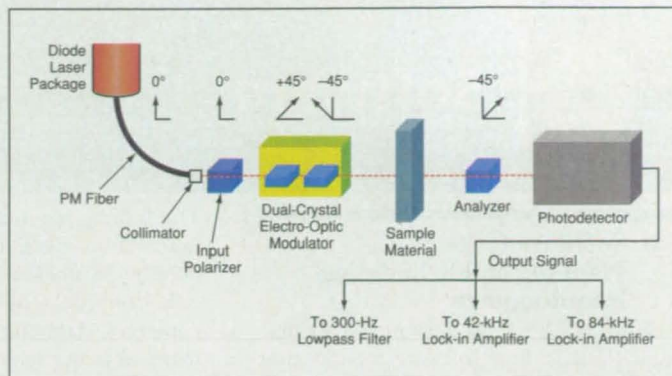 Diode
Laser
Package
0°
0°
+45°
–45°
–45°
PM Fiber
Collimator
Input
Polarizer
Dual-Crystal
Electro-Optic
Modulator
Sample
Material
Analyzer
Photodetector
Output Signal
To 300-Hz
Lowpass Filter
To 42-kHz
Lock-in Amplifier
To 84-kHz
Lock-in Amplifier